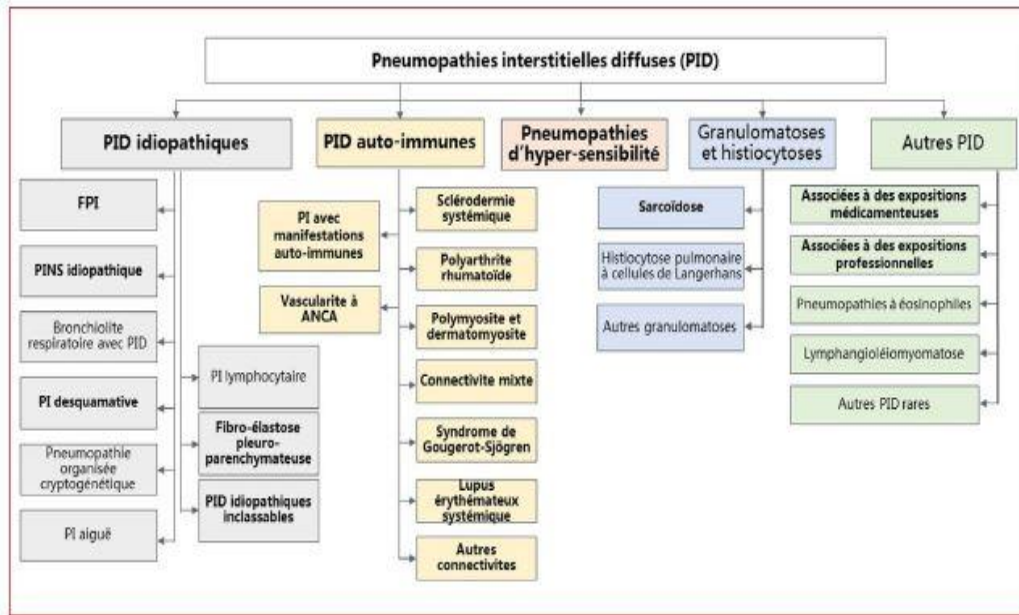 Pneumopathies interstitielles diffuses (PID)
PID idiopathiques
FPI
PINS idiopathique
Bronchiolite
respiratoire avec PID
PI desquamative
Pneumopathie
organisée
cryptogénétique
PI aiguë
PI lymphocytaire
Fibro-élastose
pleuro-
parenchymateuse
PID idiopathiques
inclassables
PID auto-immunes
PI avec
manifestations
auto-immunes
Vascularite à
ANCA
Sclérodermie
systémique
Polyarthrite
rhumatoïde
Polymyosite et
dermatomyosite
Connectivite mixte
Syndrome de
Gougerot-Sjögren
Lupus
érythémateux
systémique
Autres
connectivites
Pneumopathies
d'hyper-sensibilité
Granulomatoses
et histiocytoses
Sarcoïdose
Histiocytose pulmonaire
à cellules de Langerhans
Autres granulomatoses
Autres PID
Associées à des expositions
médicamenteuses
Associées à des expositions
professionnelles
Pneumopathies à éosinophiles
Lymphangioléiomyomatose
Autres PID rares